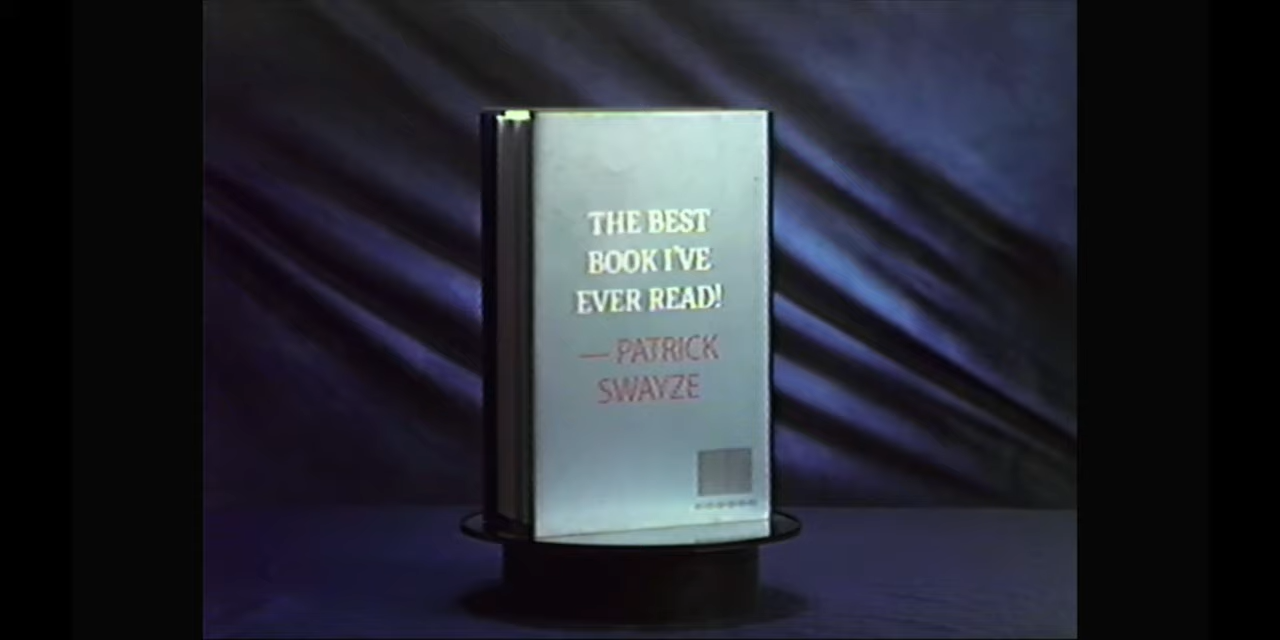 THE BEST
BOOK I'VE
EVER READ!
— PATRICK
SWAYZE